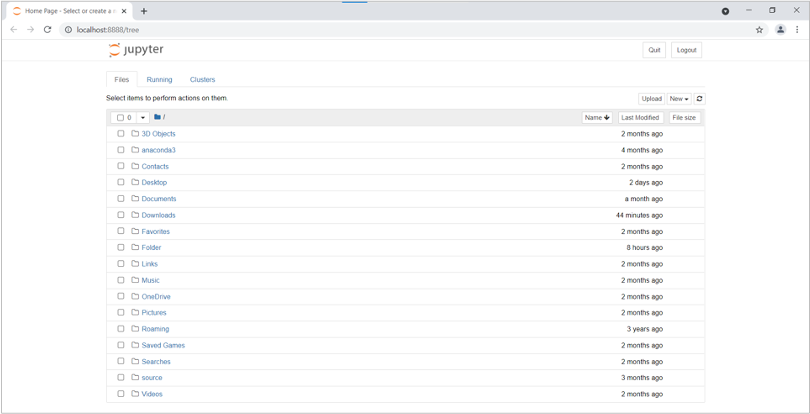 Home Page - Select or create a n
localhost:8888/tree
jupyter
Quit
Logout
Files
Running
Clusters
Select items to perform actions on them.
Upload
New
0
/
Name
Last Modified
File size
3D Objects 2 months ago
anaconda3 4 months ago
Contacts 2 months ago
Desktop 2 days ago
Documents a month ago
Downloads 44 minutes ago
Favorites 2 months ago
Folder 8 hours ago
Links 2 months ago
Music 2 months ago
OneDrive 2 months ago
Pictures 2 months ago
Roaming 3 years ago
Saved Games 2 months ago
Searches 2 months ago
source 3 months ago
Videos 2 months ago